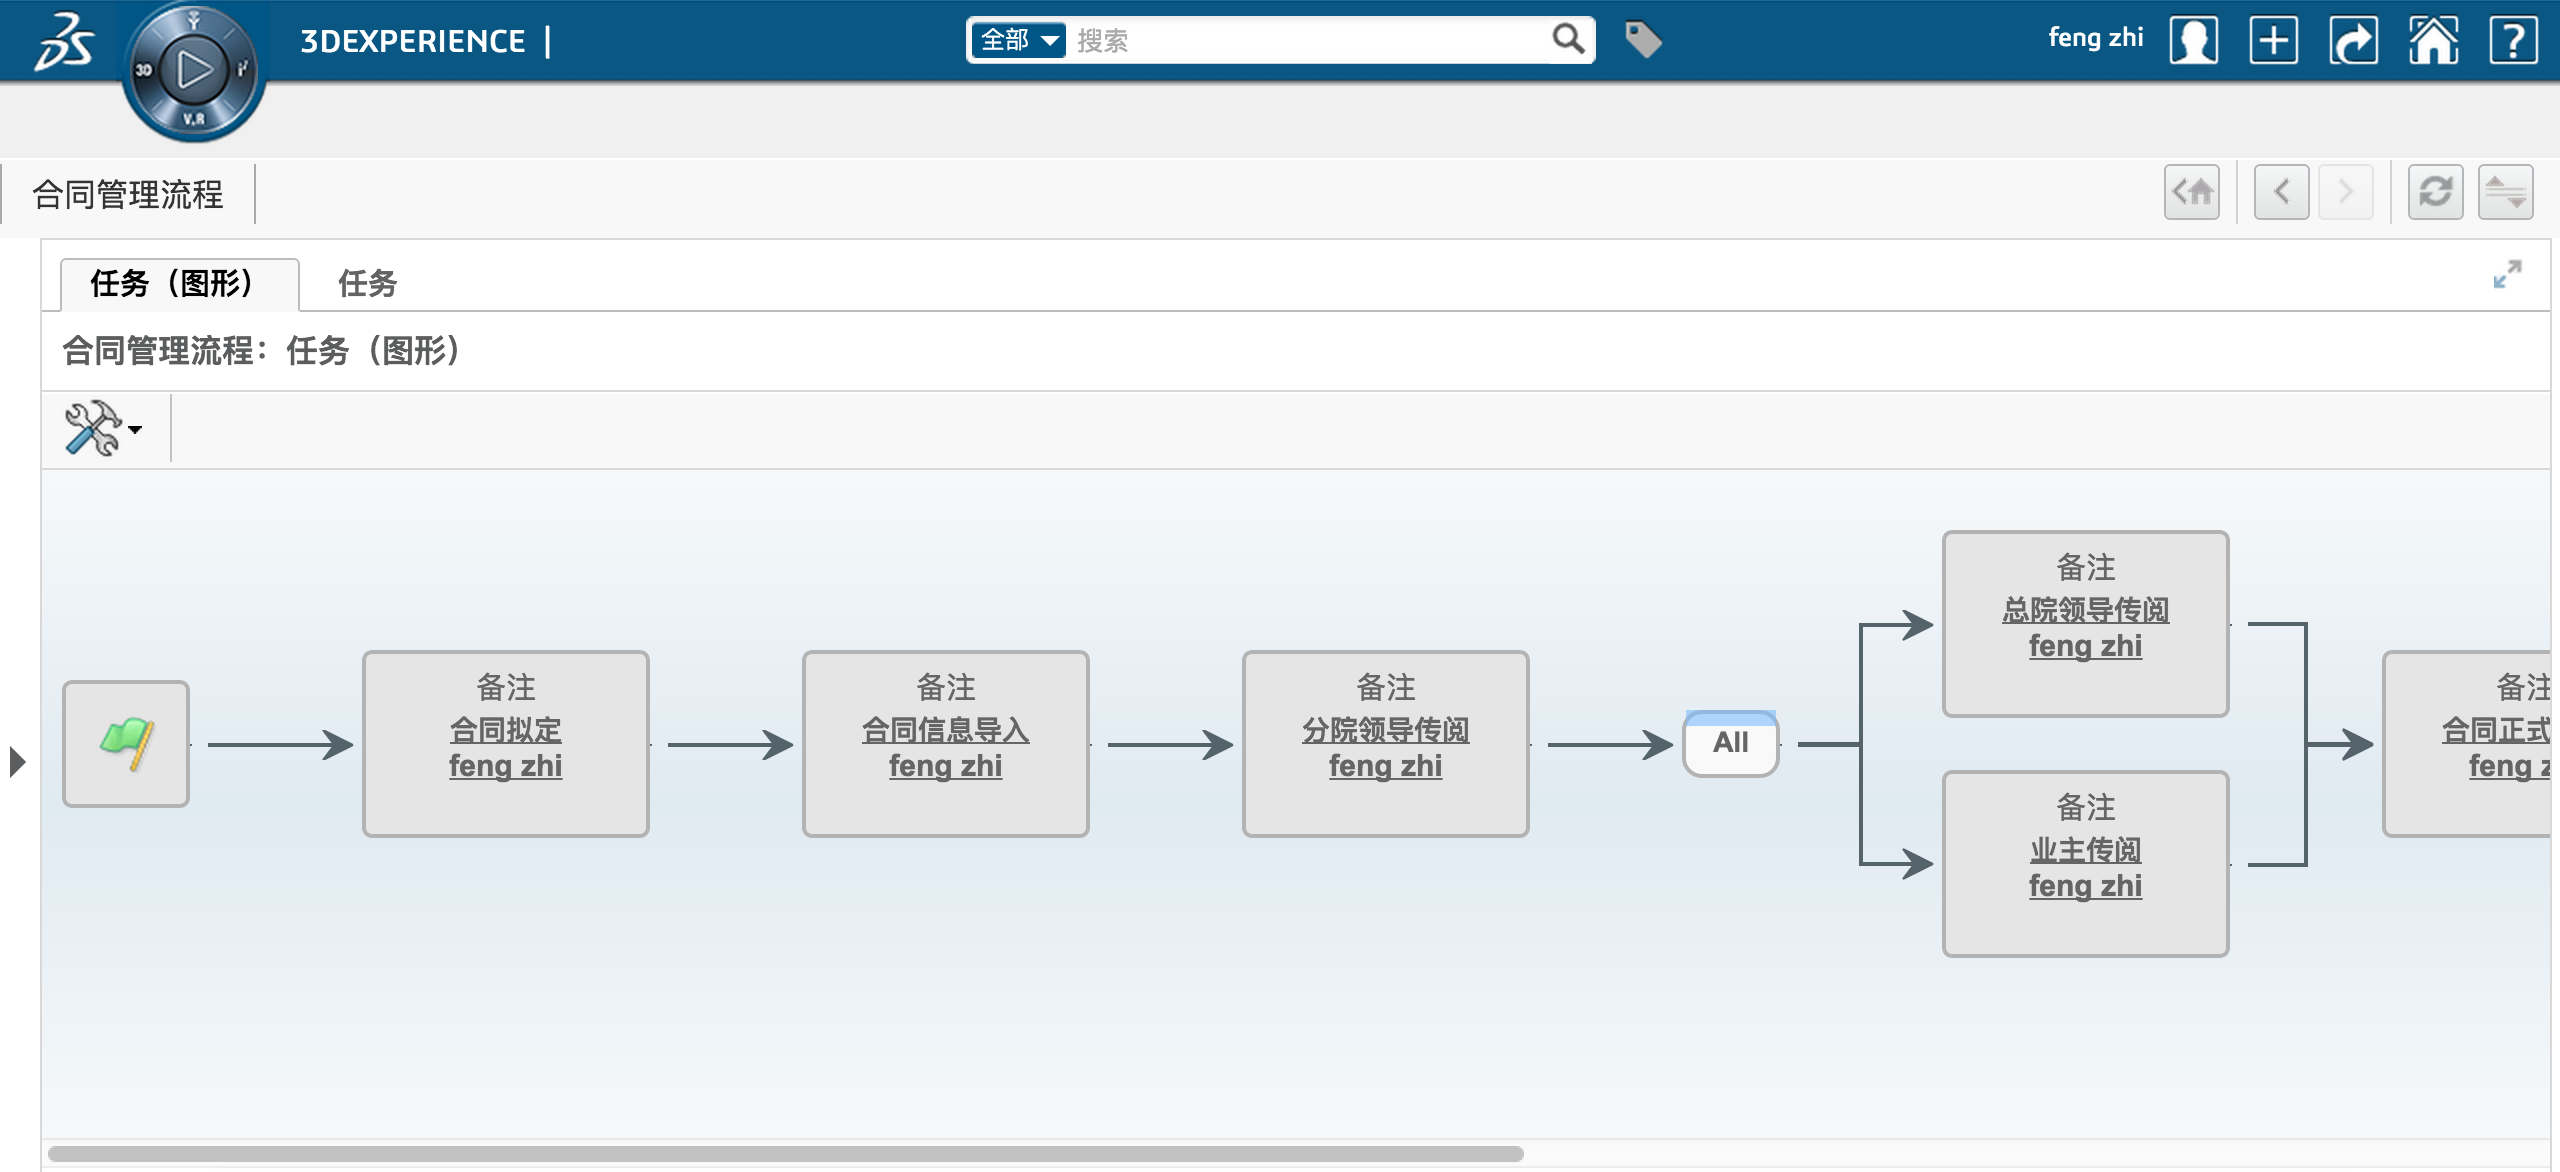 3DEXPERIENCE |
全部 搜索
feng zhi
3D
V.R
合同管理流程
任务（图形） 任务
合同管理流程：任务（图形）
备注
合同拟定
feng zhi
备注
合同信息导入
feng zhi
备注
分院领导传阅
feng zhi
All
备注
总院领导传阅
feng zhi
备注
业主传阅
feng zhi
备注
合同正式
feng